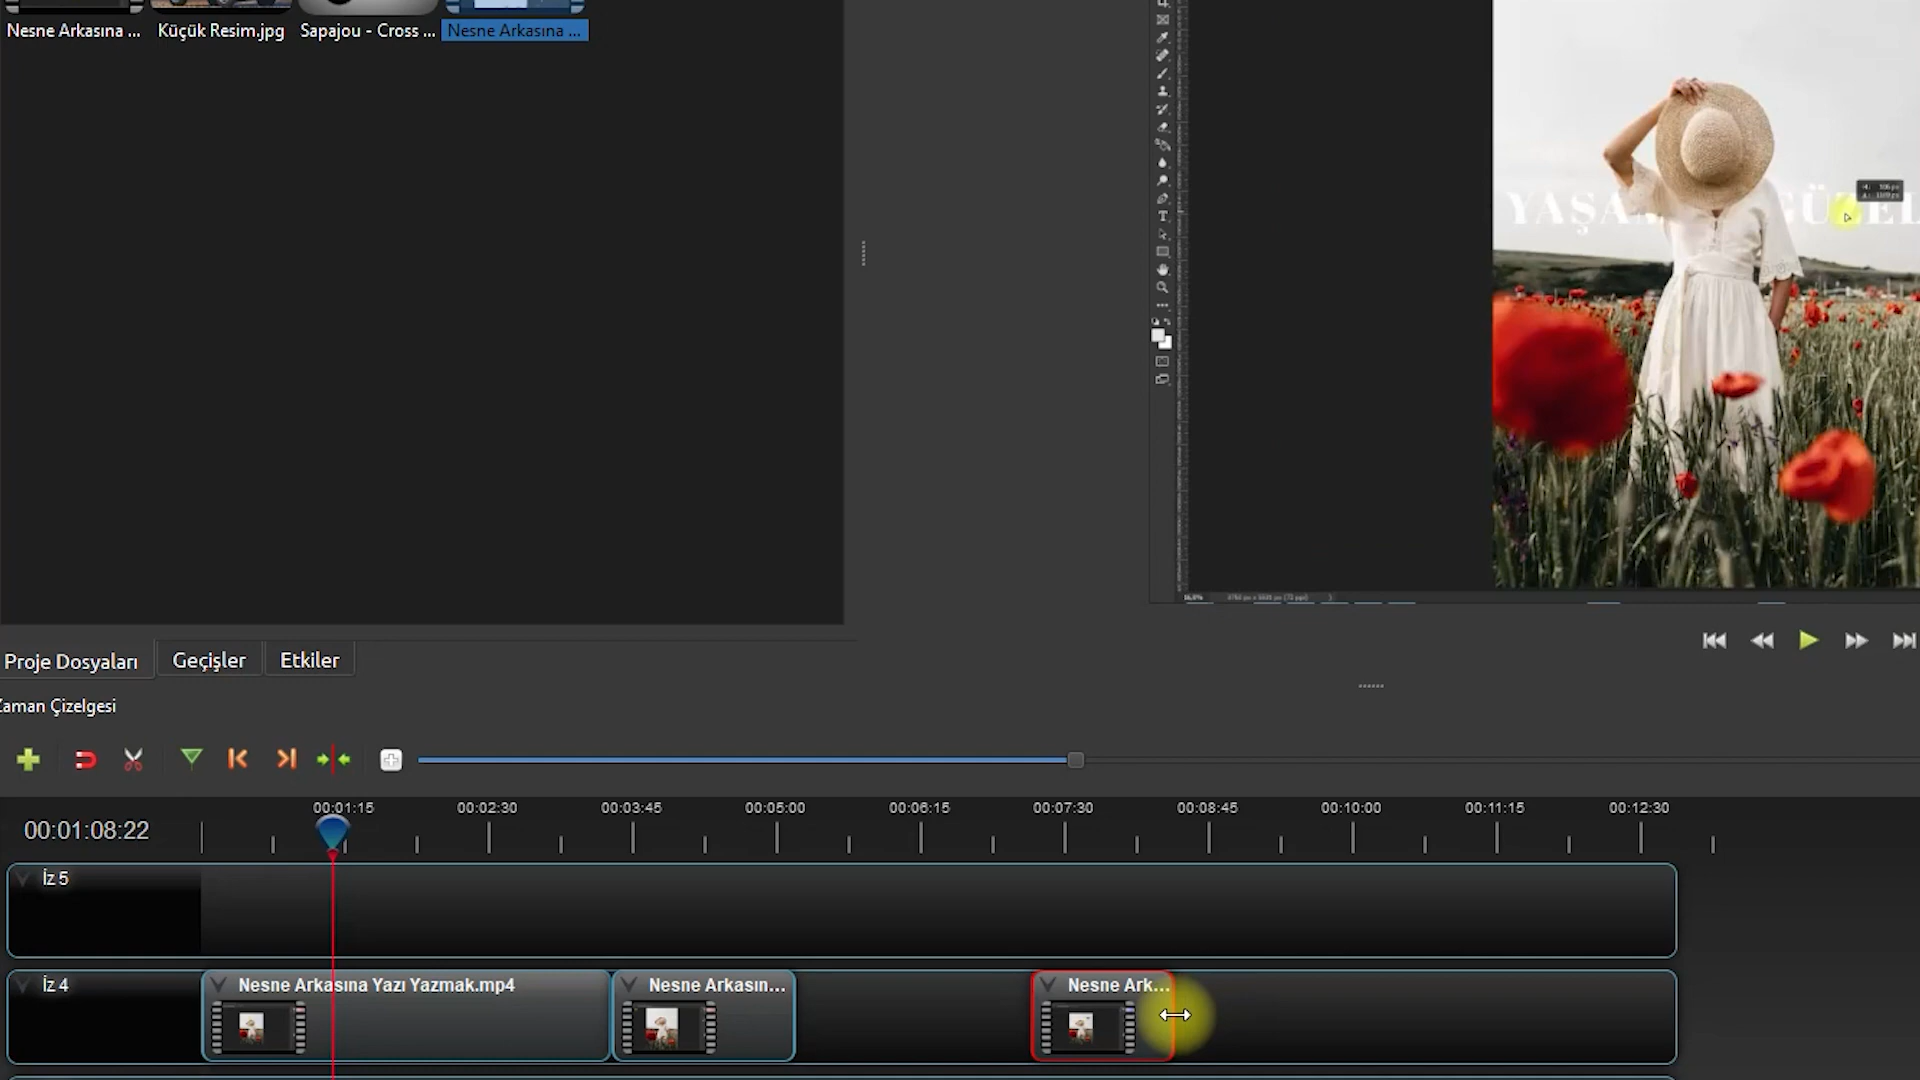 Nesne Arkasına ...
Küçük Resim.jpg
Sapajou - Cross ...
Nesne Arkasına ...
YAŞA GÜZEL
Proje Dosyaları
Geçişler
Etkiler
Zaman Çizelgesi
00:01:15
00:02:30
00:03:45
00:05:00
00:06:15
00:07:30
00:08:45
00:10:00
00:11:15
00:12:30
00:01:08:22
İz 5
İz 4
Nesne Arkasına Yazı Yazmak.mp4
Nesne Arkasın...
Nesne Ark...